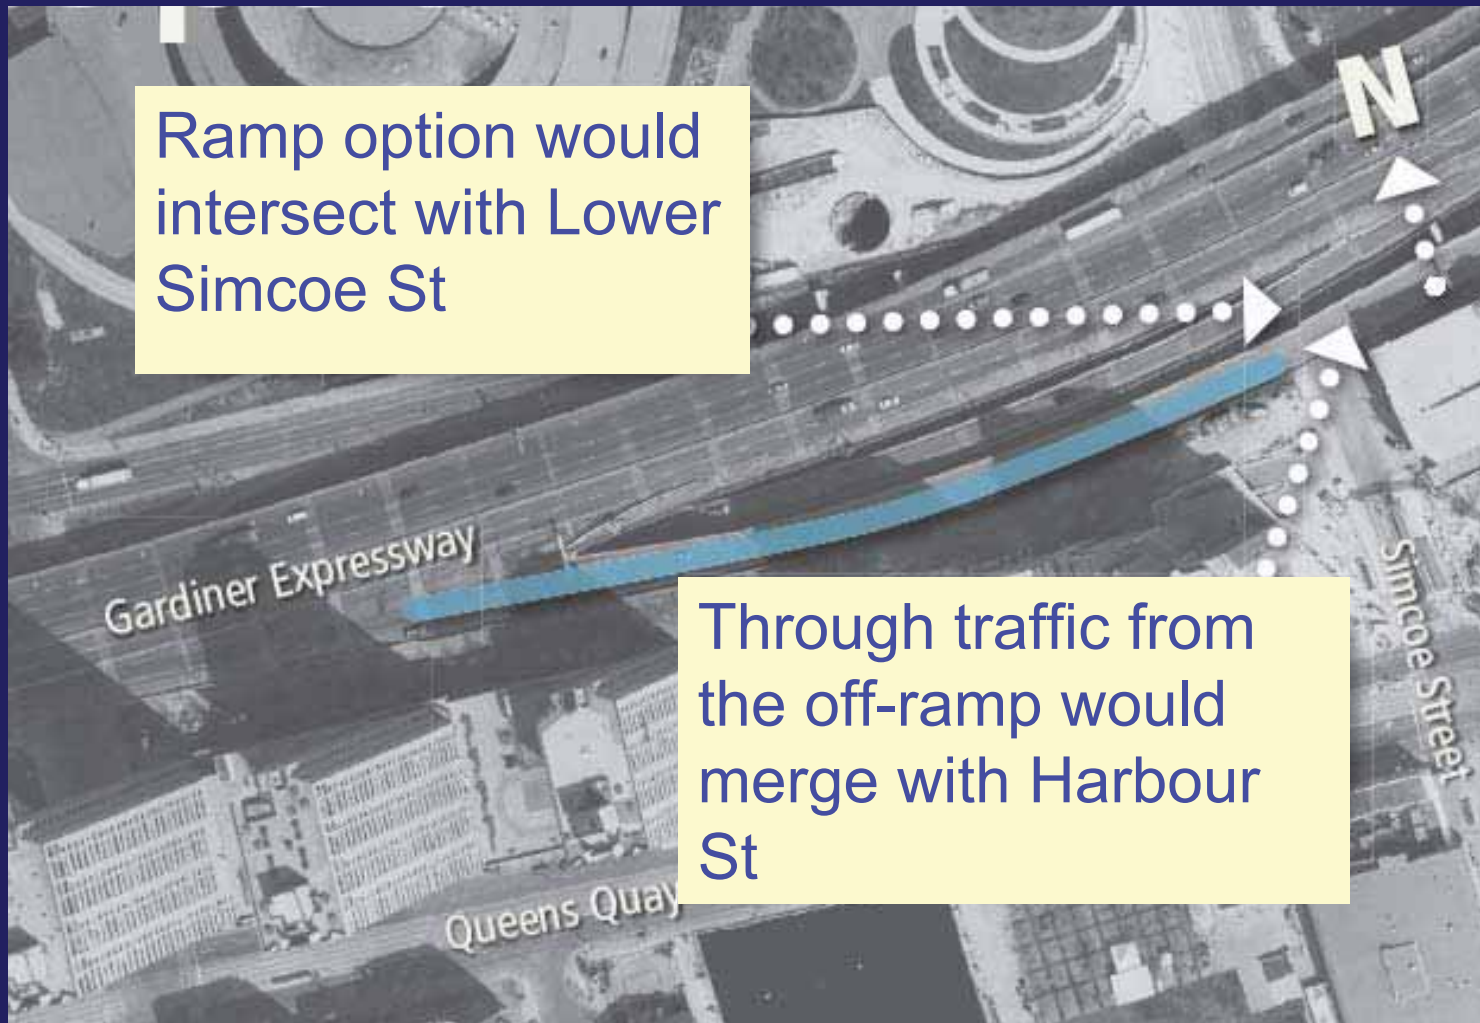 N
Ramp option would
intersect with Lower
Simcoe St
Gardiner Expressway
Through traffic from
the off-ramp would
merge with Harbour
St
Simcoe Street
Queens Quay